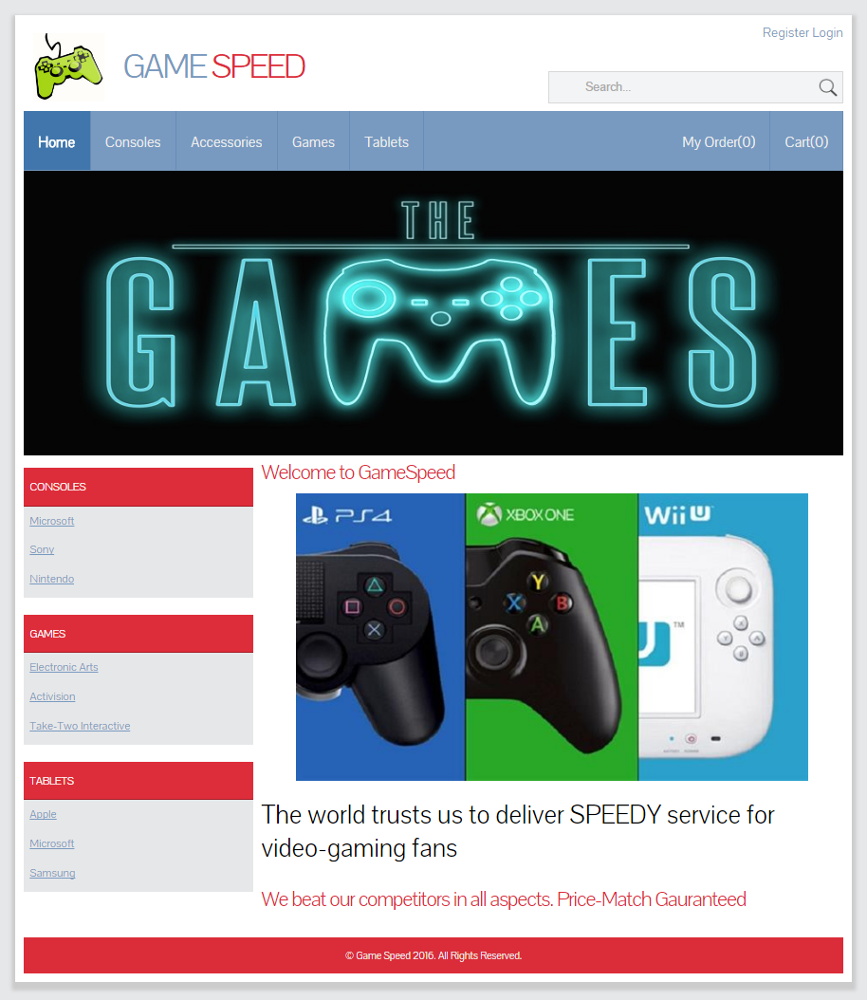 Register Login
GAME SPEED
Search...
Home Consoles Accessories Games Tablets My Order(0) Cart(0)
THE
GAMES
CONSOLES
Microsoft
Sony
Nintendo
GAMES
Electronic Arts
Activision
Take-Two Interactive
TABLETS
Apple
Microsoft
Samsung
Welcome to GameSpeed
PS4 XBOX ONE Wii U
Y
X B
A
U TM
X
Y A
B
The world trusts us to deliver SPEEDY service for
video-gaming fans
We beat our competitors in all aspects. Price-Match Gauranteed
© Game Speed 2016. All Rights Reserved.